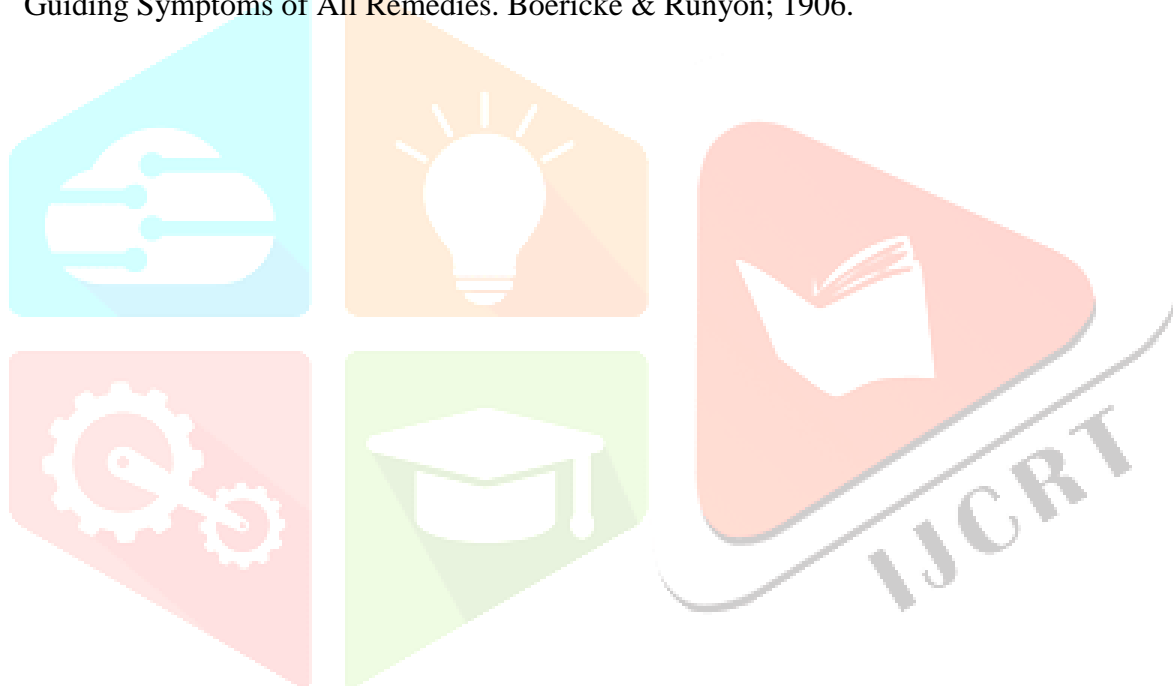 Guiding Symptoms of All Remedies. Boericke & Runyon; 1906.
IJCRT